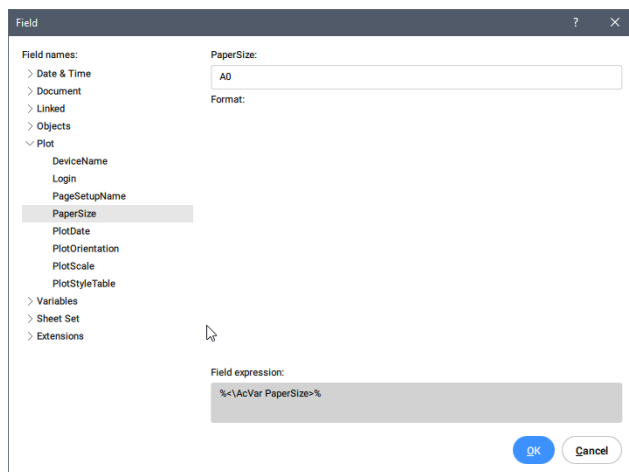 Field
?
Field names:
Date & Time
Document
Linked
Objects
Plot
DeviceName
Login
PageSetupName
PaperSize
PlotDate
PlotOrientation
PlotScale
PlotStyleTable
Variables
Sheet Set
Extensions
PaperSize:
A0
Format:
Field expression:
%<\AcVar PaperSize>%
OK
Cancel